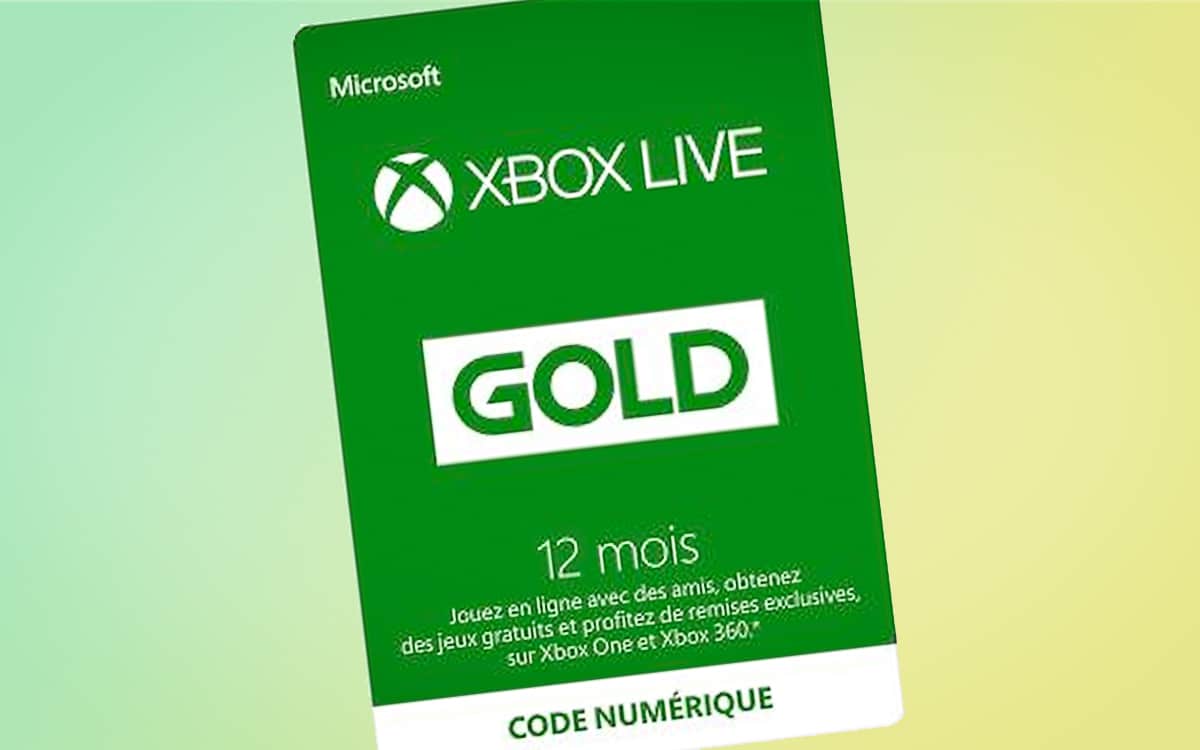 Microsoft
XBOX LIVE
GOLD
12 mois
Jouez en ligne avec des amis, obtenez
des jeux gratuits et profitez de remises exclusives,
sur Xbox One et Xbox 360.*
CODE NUMÉRIQUE